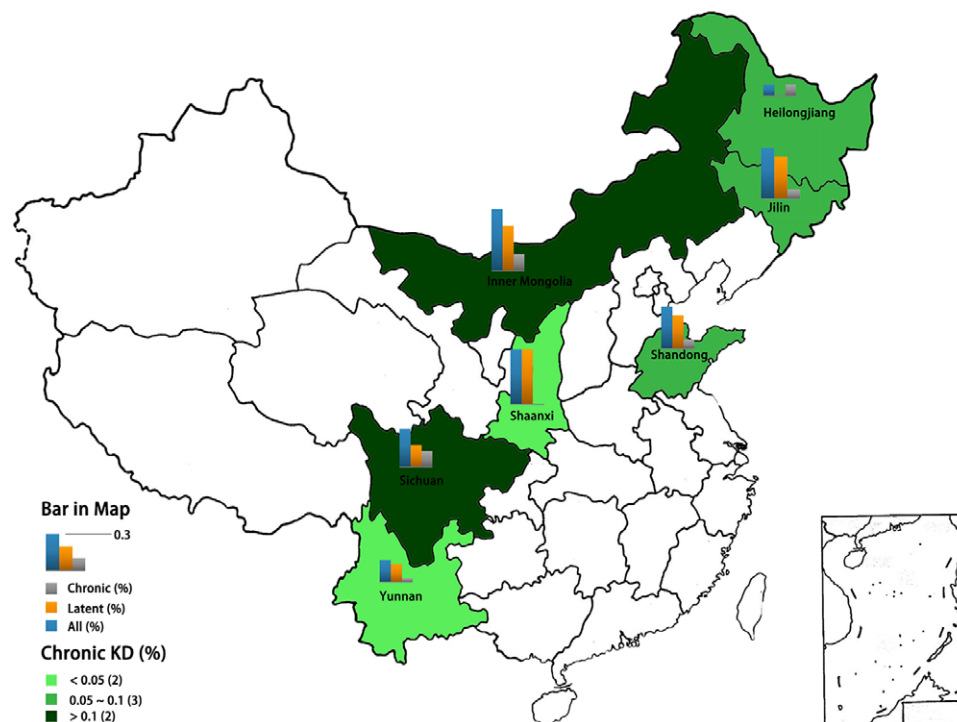 Heilongjiang
Jilin
Inner Mongolia
Shandong
Shaanxi
Sichuan
Yunnan
Bar in Map
0.3
Chronic (%)
Latent (%)
All (%)
Chronic KD (%)
< 0.05 (2)
0.05 ~ 0.1 (3)
> 0.1 (2)